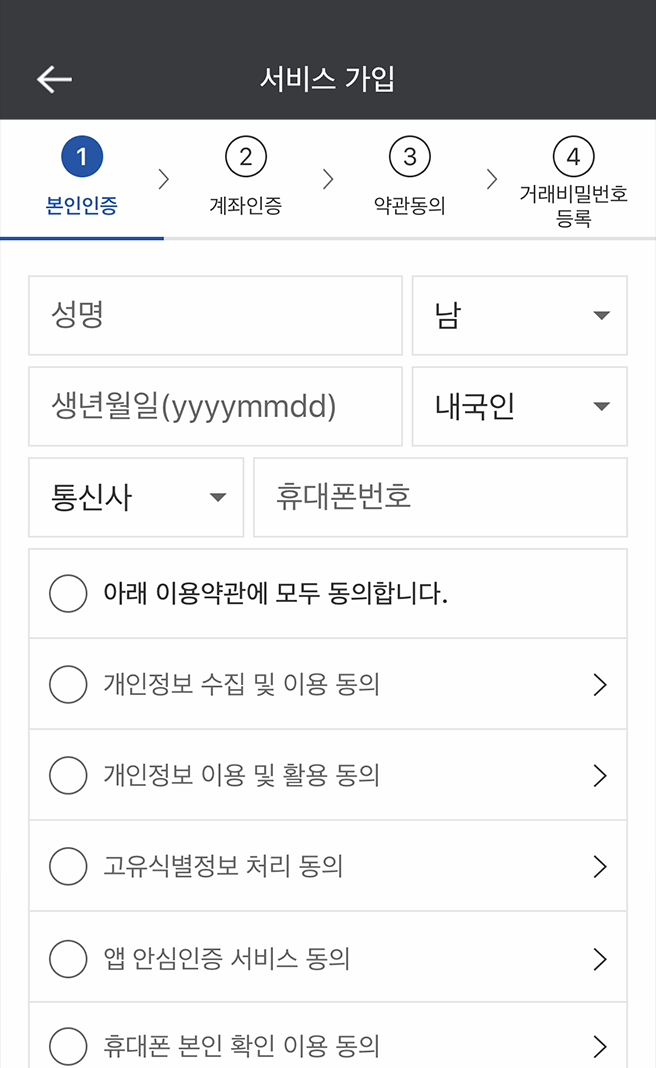 서비스 가입
1
본인인증
2
계좌인증
3
약관동의
4
거래비밀번호
등록
성명
남
생년월일(yyyymmdd)
내국인
통신사
휴대폰번호
아래 이용약관에 모두 동의합니다.
개인정보 수집 및 이용 동의
개인정보 이용 및 활용 동의
고유식별정보 처리 동의
앱 안심인증 서비스 동의
휴대폰 본인 확인 이용 동의